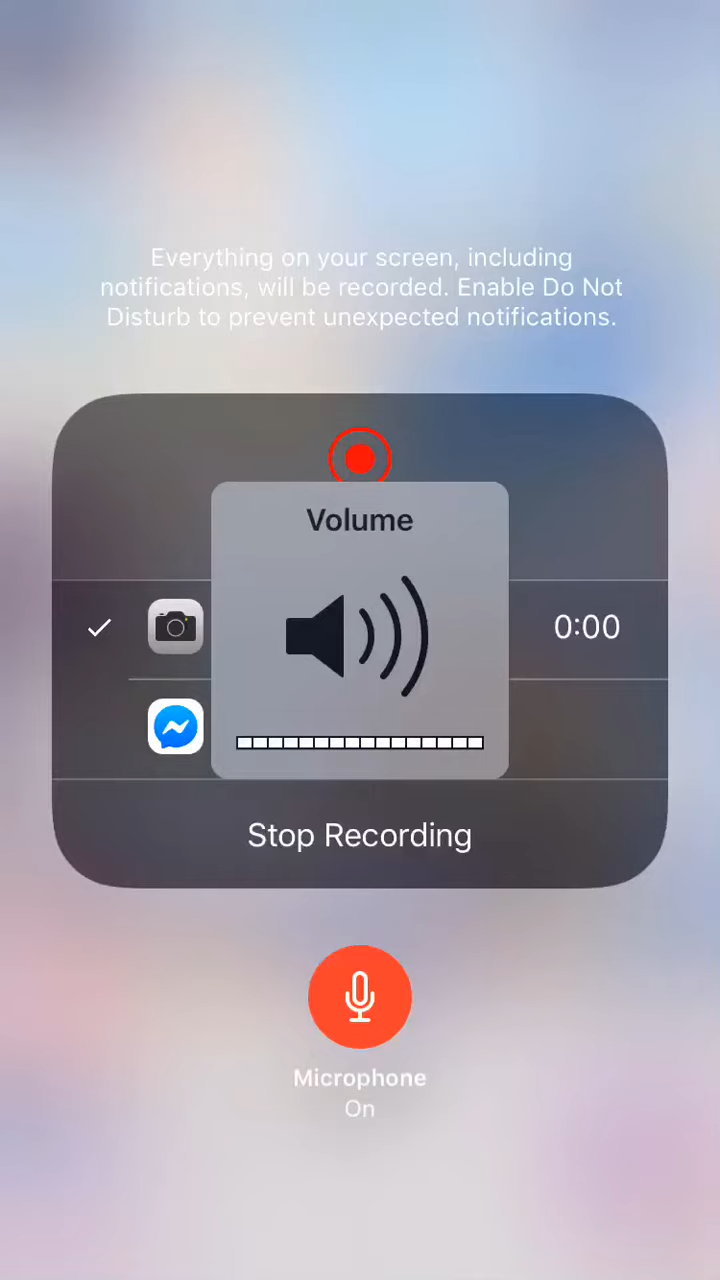 Everything on your screen, including
notifications, will be recorded. Enable Do Not
Disturb to prevent unexpected notifications.
Volume
0:00
Stop Recording
Microphone
On